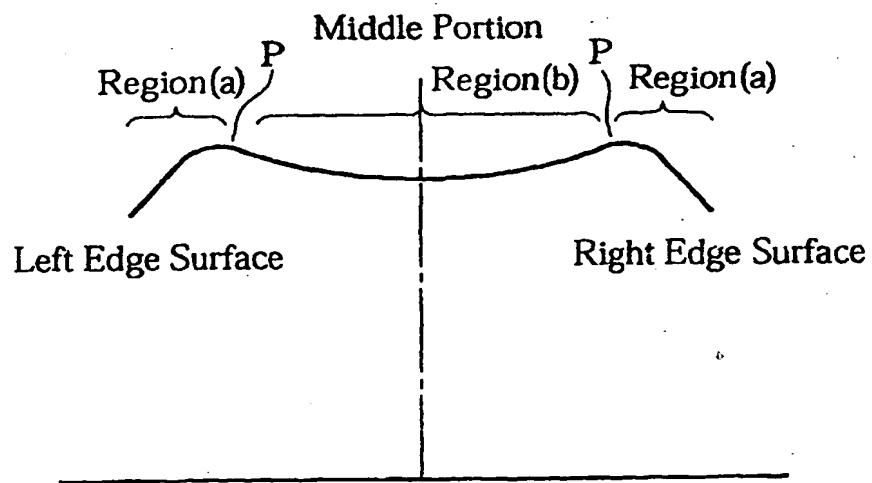 Middle Portion
P
P
Region(a)
Region(b)
Region(a)
Left Edge Surface
Right Edge Surface